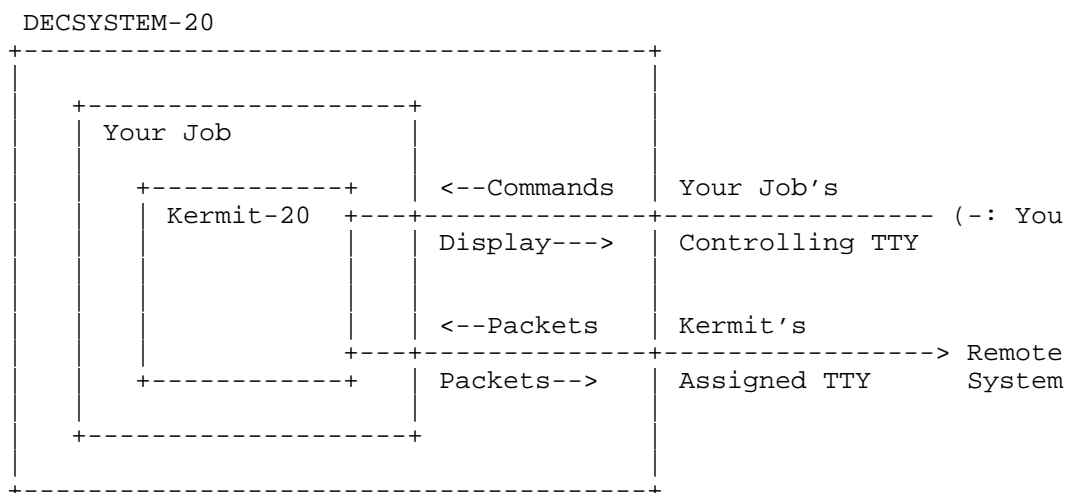 DECSYSTEM-20
Your Job
<--Commands Your Job's
Kermit-20 (-: You
Display---> Controlling TTY
<--Packets Kermit's
> Remote
Packets--> Assigned TTY System